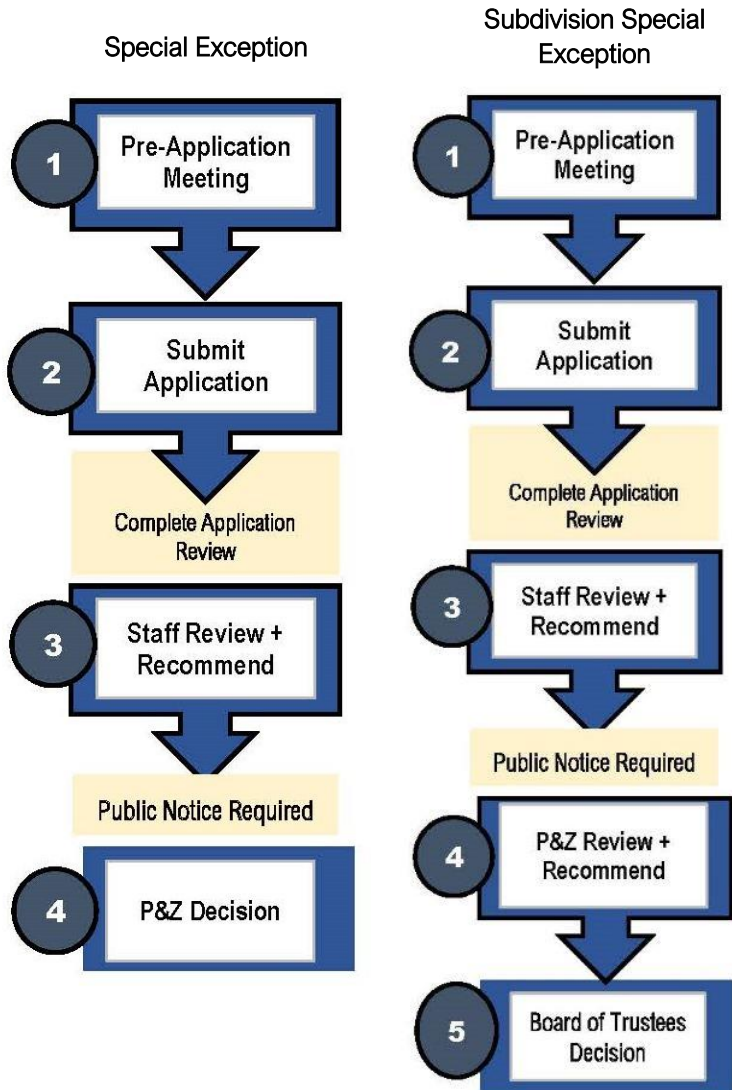 Special Exception
1
Pre-Application
Meeting
2
Submit
Application
Complete Application
Review
3
Staff Review +
Recommend
Public Notice Required
4
P&Z Decision
Subdivision Special
Exception
1
Pre-Application
Meeting
2
Submit
Application
Complete Application
Review
3
Staff Review +
Recommend
Public Notice Required
4
P&Z Review +
Recommend
5
Board of Trustees
Decision